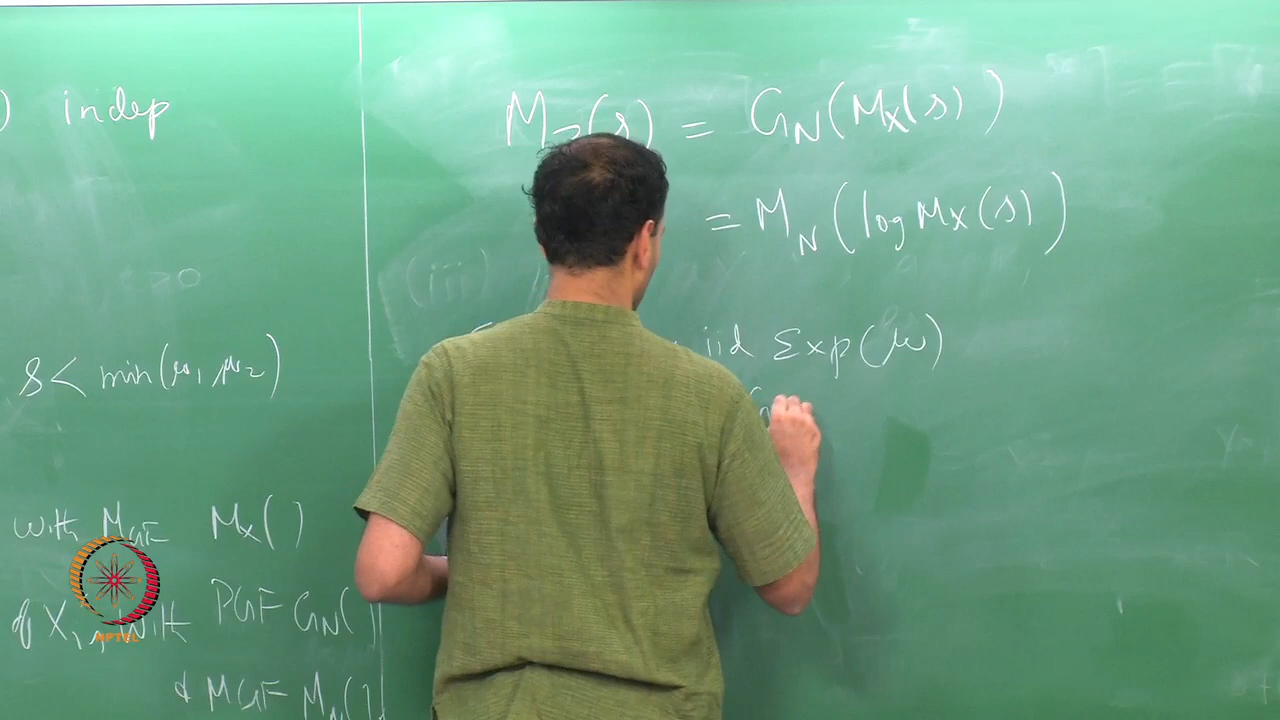 ) indep
s < min(μ₁, μ₂)
with MGF M_X( )
of X₁, with PGF G_N( )
& MGF M_N( )
M_Z(s) = G_N(M_X(s))
= M_N(log M_X(s))
iid Exp(μ)
NPTEL